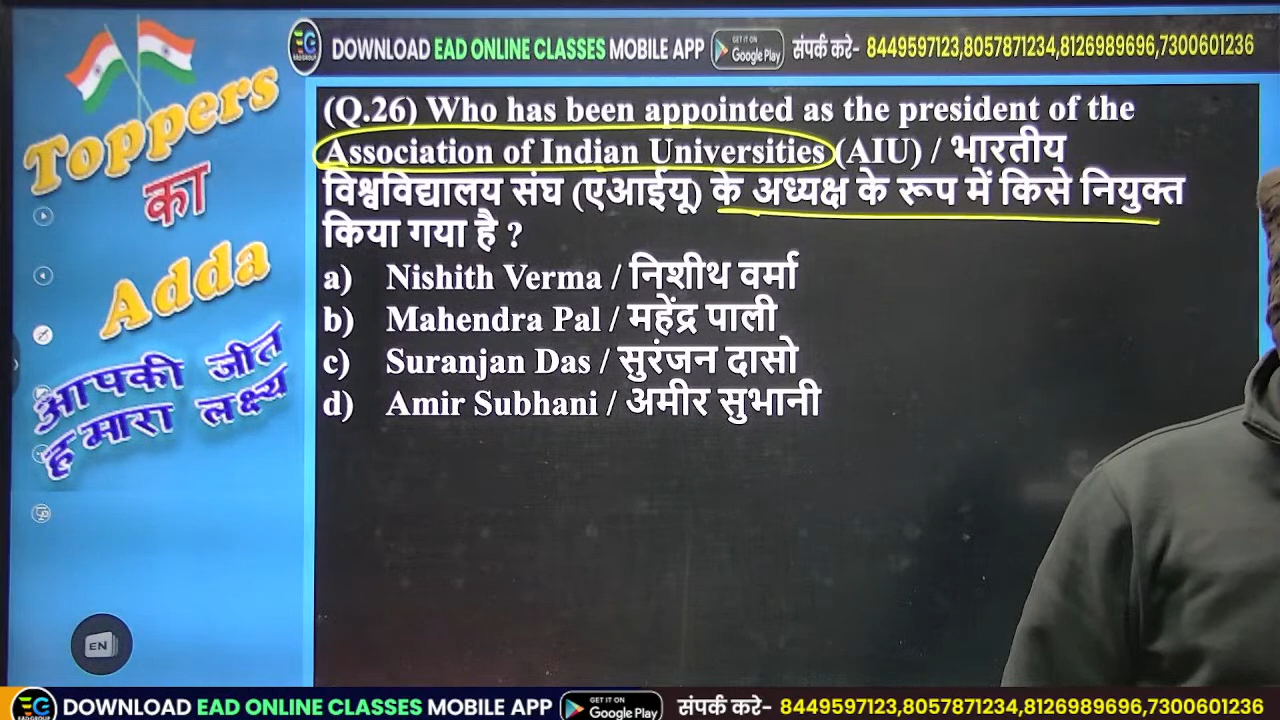 DOWNLOAD EAD ONLINE CLASSES MOBILE APP GET IT ON Google Play संपर्क करे- 8449597123,8057871234,8126989696,7300601236
Toppers
का
Adda
आपकी जीत
हमारा लक्ष्य
EN
(Q.26) Who has been appointed as the president of the
Association of Indian Universities (AIU) / भारतीय
विश्वविद्यालय संघ (एआईयू) के अध्यक्ष के रूप में किसे नियुक्त
किया गया है ?
a) Nishith Verma / निशीथ वर्मा
b) Mahendra Pal / महेंद्र पाली
c) Suranjan Das / सुरंजन दासो
d) Amir Subhani / अमीर सुभानी
EG EAD GROUP DOWNLOAD EAD ONLINE CLASSES MOBILE APP GET IT ON Google Play संपर्क करे- 8449597123,8057871234,8126989696,7300601236